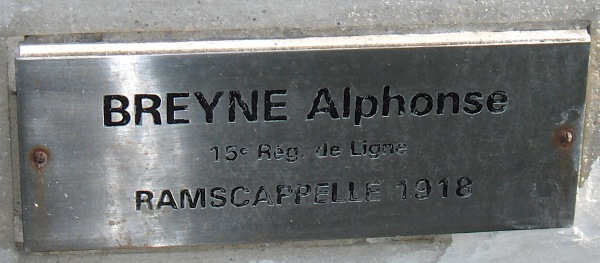 BREYNE Alphonse
15e Rég. de Ligne
RAMSCAPPELLE 1918